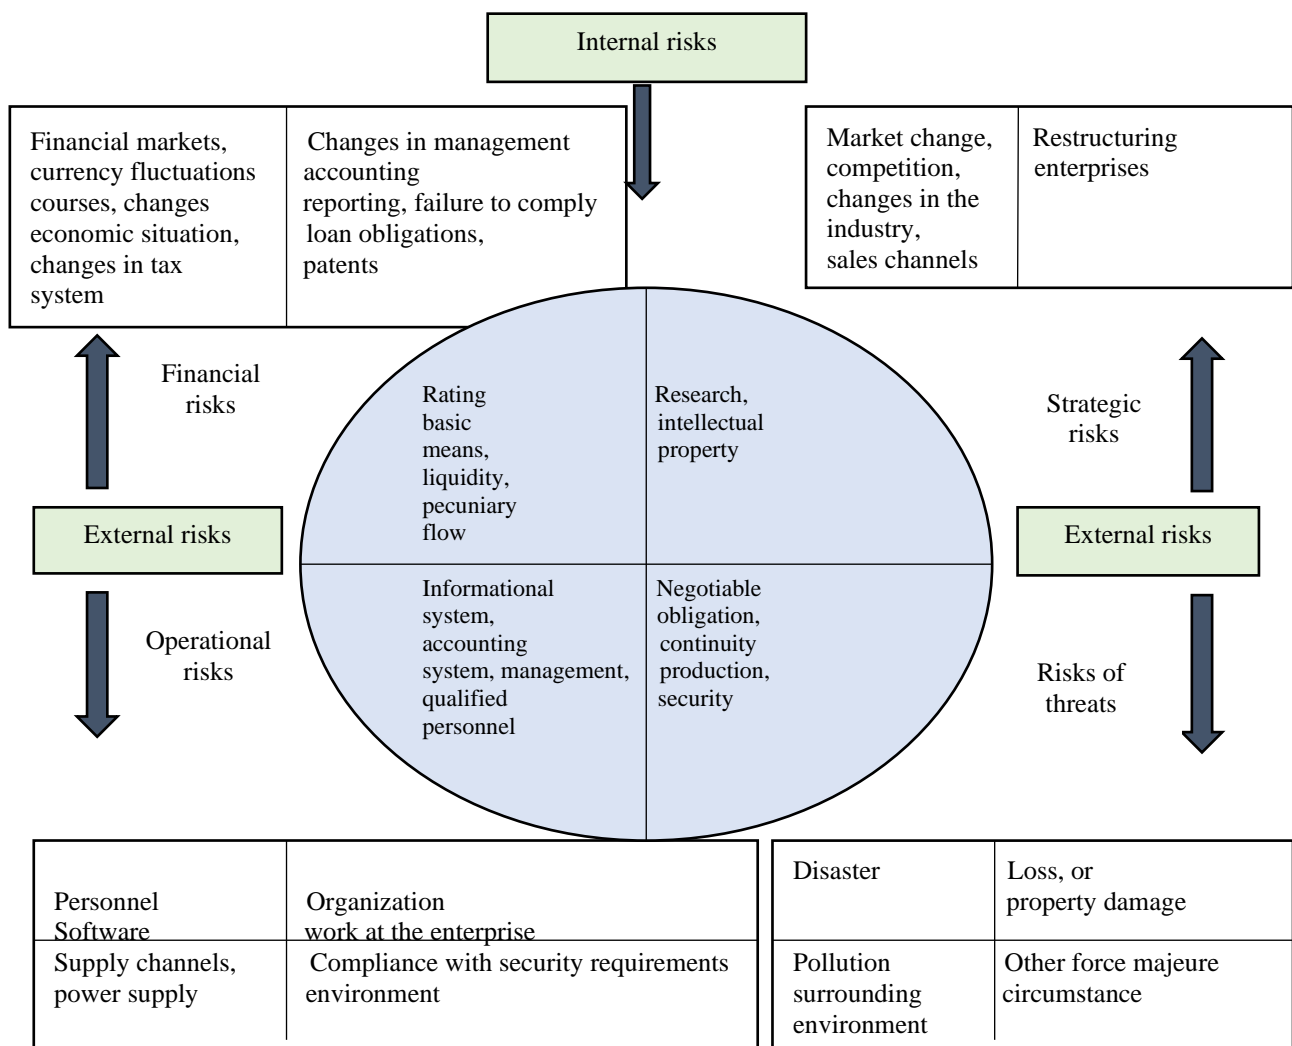 Internal risks
Financial markets,
currency fluctuations
courses, changes
economic situation,
changes in tax
system
Changes in management
accounting
reporting, failure to comply
loan obligations,
patents
Market change,
competition,
changes in the
industry,
sales channels
Restructuring
enterprises
Financial
risks
Rating
basic
means,
liquidity,
pecuniary
flow
Research,
intellectual
property
Strategic
risks
External risks
External risks
Operational
risks
Informational
system,
accounting
system, management,
qualified
personnel
Negotiable
obligation,
continuity
production,
security
Risks of
threats
Personnel
Software
Organization
work at the enterprise
Supply channels,
power supply
Compliance with security requirements
environment
Disaster
Loss, or
property damage
Pollution
surrounding
environment
Other force majeure
circumstance